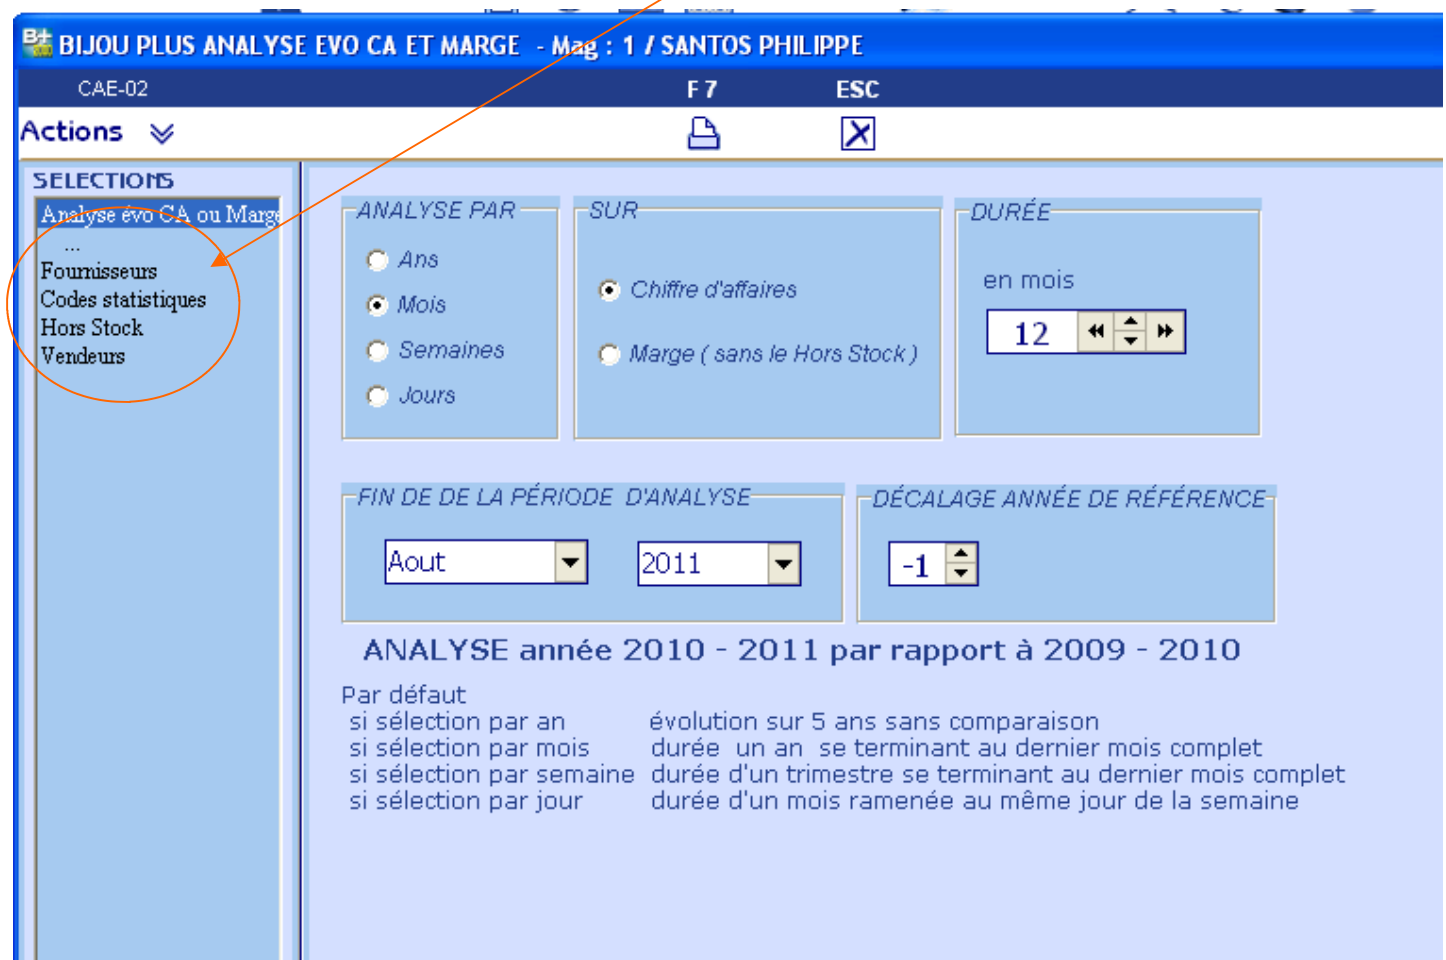 BIJOU PLUS ANALYSE EVO CA ET MARGE - Mag : 1 / SANTOS PHILIPPE
CAE-02 F 7 ESC
Actions
SELECTIONS
Analyse évo CA ou Marge
...
Fournisseurs
Codes statistiques
Hors Stock
Vendeurs
ANALYSE PAR
Ans
Mois
Semaines
Jours
SUR
Chiffre d'affaires
Marge ( sans le Hors Stock )
DURÉE
en mois
12
FIN DE DE LA PÉRIODE D'ANALYSE
Aout 2011
DÉCALAGE ANNÉE DE RÉFÉRENCE
-1
ANALYSE année 2010 - 2011 par rapport à 2009 - 2010
Par défaut
si sélection par an évolution sur 5 ans sans comparaison
si sélection par mois durée un an se terminant au dernier mois complet
si sélection par semaine durée d'un trimestre se terminant au dernier mois complet
si sélection par jour durée d'un mois ramenée au même jour de la semaine